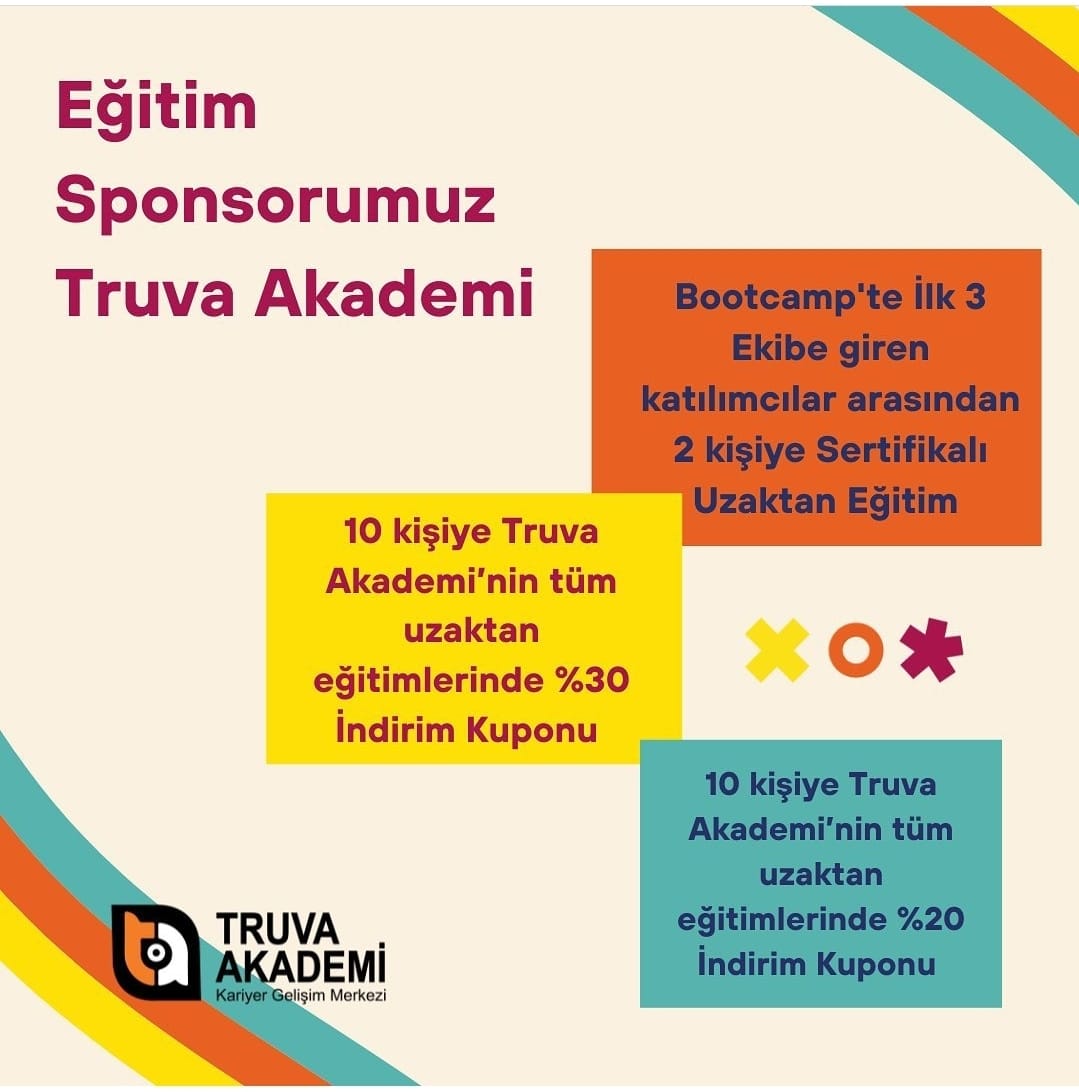 Eğitim
Sponsorumuz
Truva Akademi
Bootcamp'te İlk 3
Ekibe giren
katılımcılar arasından
2 kişiye Sertifikalı
Uzaktan Eğitim
10 kişiye Truva
Akademi’nin tüm
uzaktan
eğitimlerinde %30
İndirim Kuponu
10 kişiye Truva
Akademi’nin tüm
uzaktan
eğitimlerinde %20
İndirim Kuponu
TRUVA
AKADEMİ
Kariyer Gelişim Merkezi